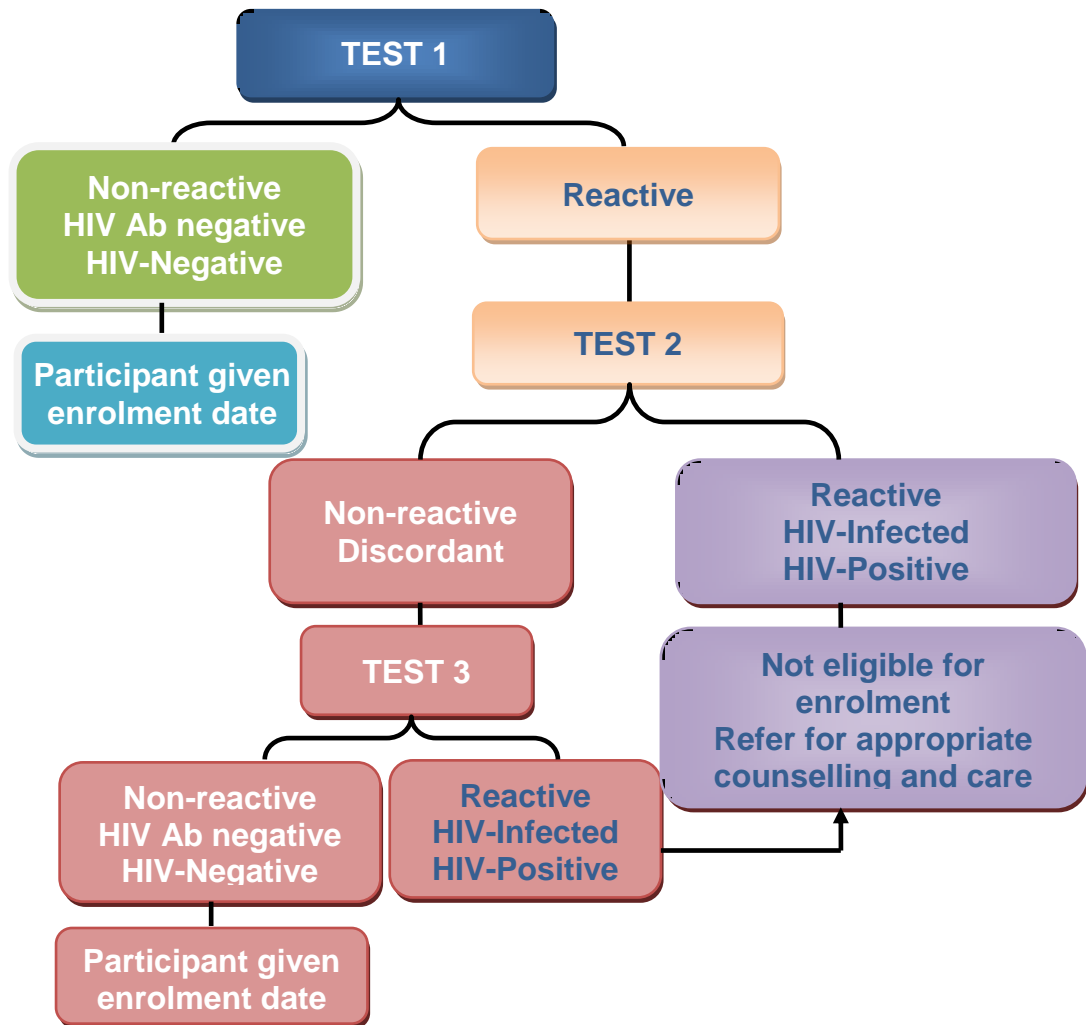 TEST 1
Non-reactive
HIV Ab negative
HIV-Negative
Reactive
Participant given
enrolment date
TEST 2
Non-reactive
Discordant
Reactive
HIV-Infected
HIV-Positive
TEST 3
Not eligible for
enrolment
Refer for appropriate
counselling and care
Non-reactive
HIV Ab negative
HIV-Negative
Reactive
HIV-Infected
HIV-Positive
Participant given
enrolment date